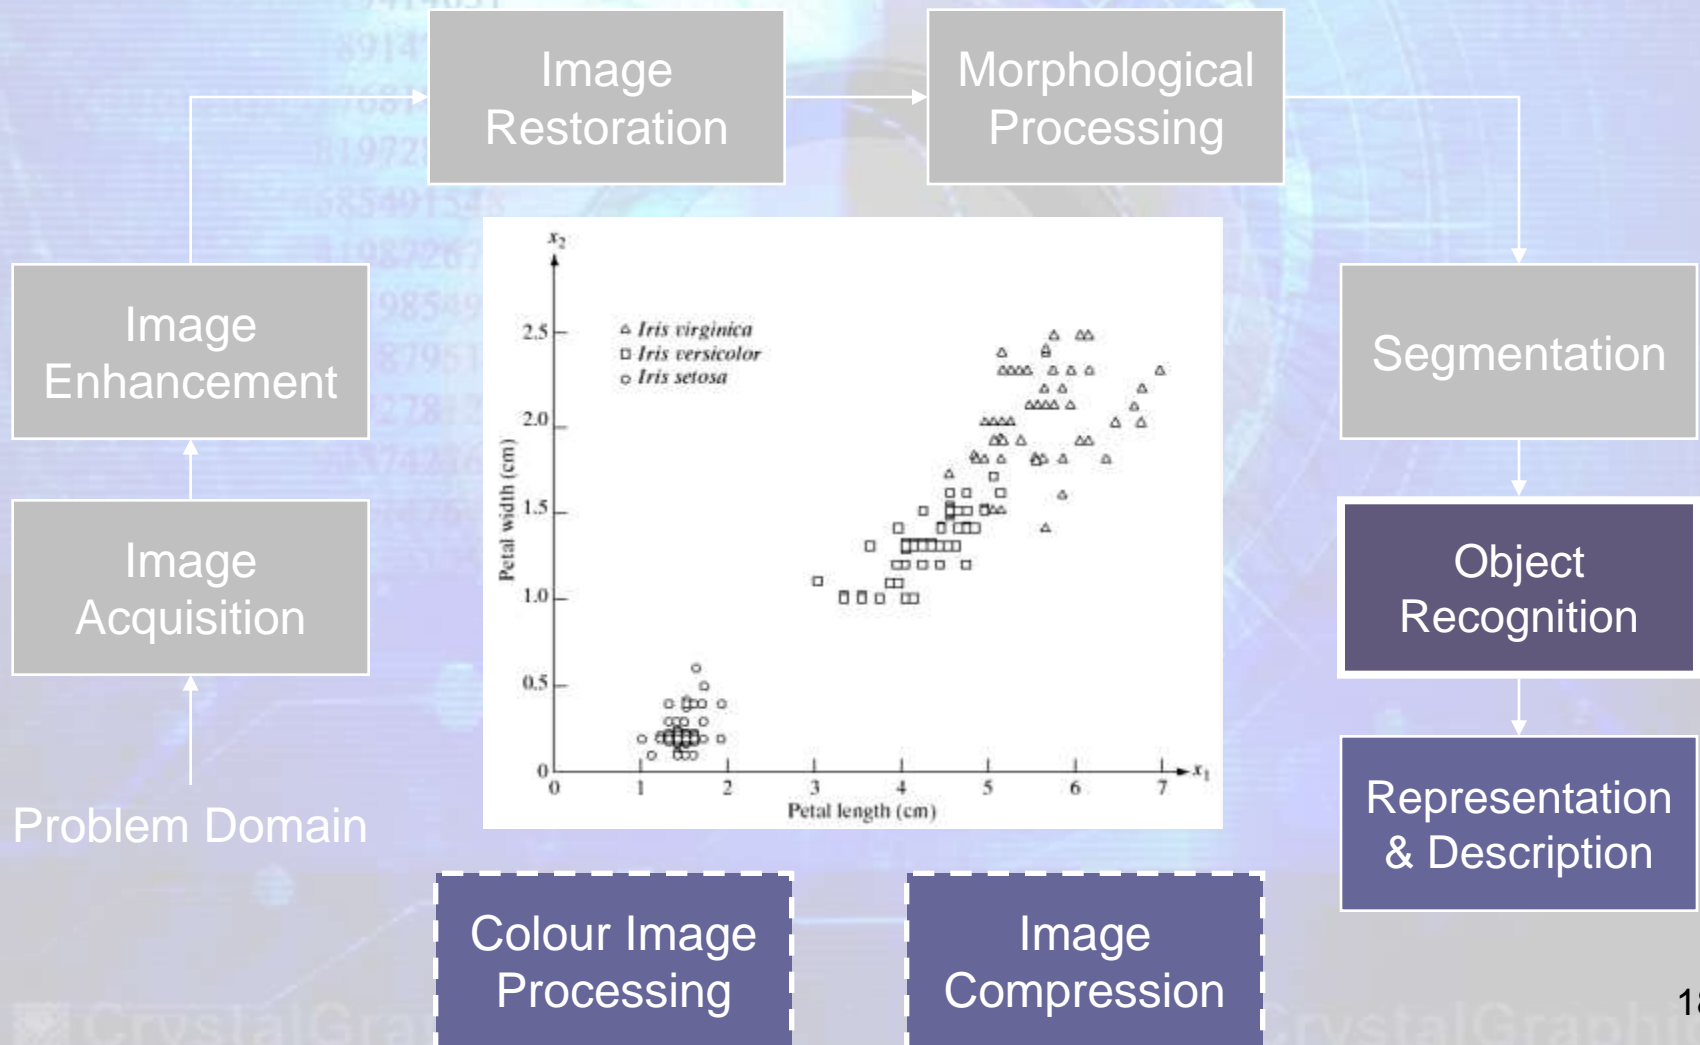 Image
Restoration
Morphological
Processing
Image
Enhancement
Segmentation
Image
Acquisition
Object
Recognition
Problem Domain
Representation
& Description
Colour Image
Processing
Image
Compression
x2
2.5
2.0
1.5
1.0
0.5
0
Petal width (cm)
Iris virginica
Iris versicolor
Iris setosa
0 1 2 3 4 5 6 7 x1
Petal length (cm)
18
CrystalGraphi